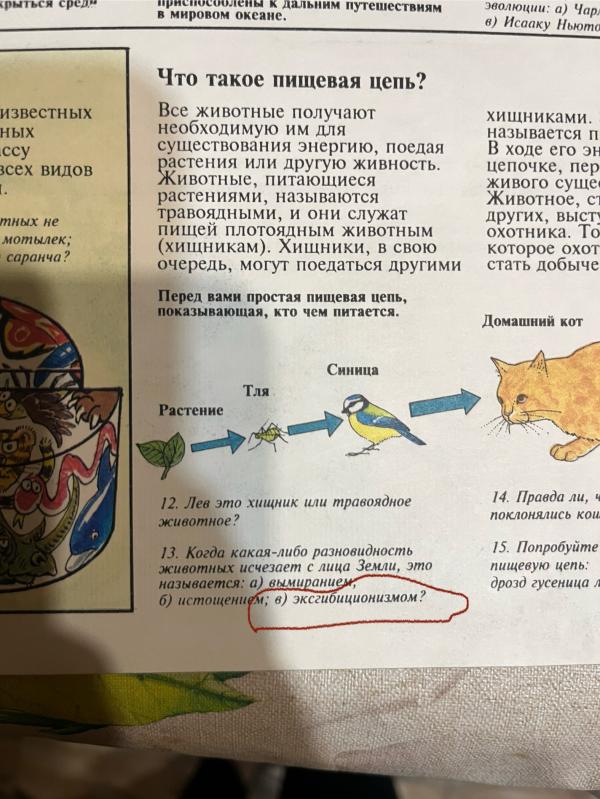 приспособлены к дальним путешествиям
в мировом океане.
эволюции: а)
в) Исааку
Что такое пищевая цепь?
известных
всех видов
не
мотылек;
саранча?
Все животные получают
необходимую им для
существования энергию, поедая
растения или другую живность.
Животные, питающиеся
растениями, называются
травоядными, и они служат
пищей плотоядным животным
(хищникам). Хищники, в свою
очередь, могут поедаться другими
хищниками.
называется
В ходе его
цепочке,
живого
Животное,
других,
охотника.
которое
стать
Перед вами простая пищевая цепь,
показывающая, кто чем питается.
Растение
Тля
Синица
Домашний кот
12. Лев это хищник или травоядное
животное?
13. Когда какая-либо разновидность
животных исчезает с лица Земли, это
называется: а) вымиранием,
б) истощением; в) эксгибиционизмом?
14. Правда ли,
поклонялись
15. Попробуйте
пищевую цепь:
дрозд гусеница